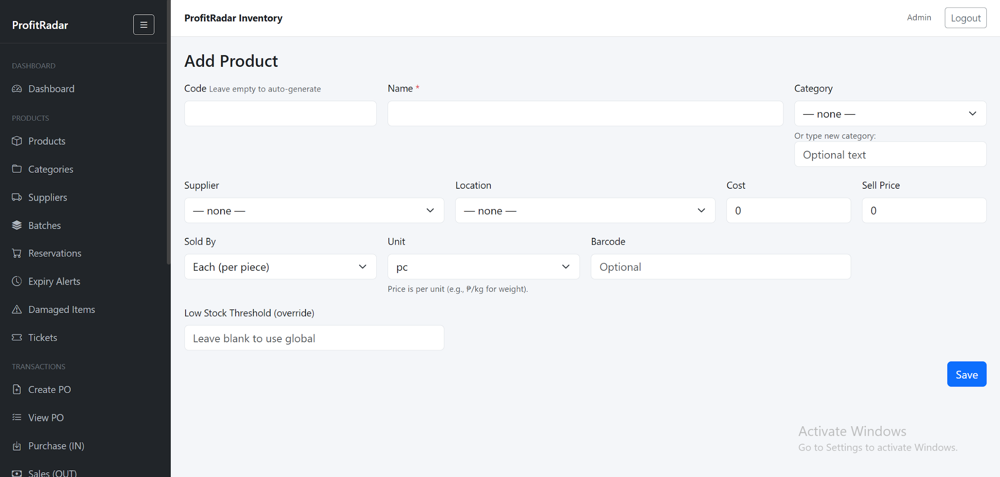 ProfitRadar
DASHBOARD
Dashboard
PRODUCTS
Products
Categories
Suppliers
Batches
Reservations
Expiry Alerts
Damaged Items
Tickets
TRANSACTIONS
Create PO
View PO
Purchase (IN)
Sales (OUT)
ProfitRadar Inventory
Admin
Logout
Add Product
Code Leave empty to auto-generate
Name *
Category
— none —
Or type new category:
Optional text
Supplier
— none —
Location
— none —
Cost
0
Sell Price
0
Sold By
Each (per piece)
Unit
pc
Price is per unit (e.g., ₱/kg for weight).
Barcode
Optional
Low Stock Threshold (override)
Leave blank to use global
Save
Activate Windows
Go to Settings to activate Windows.